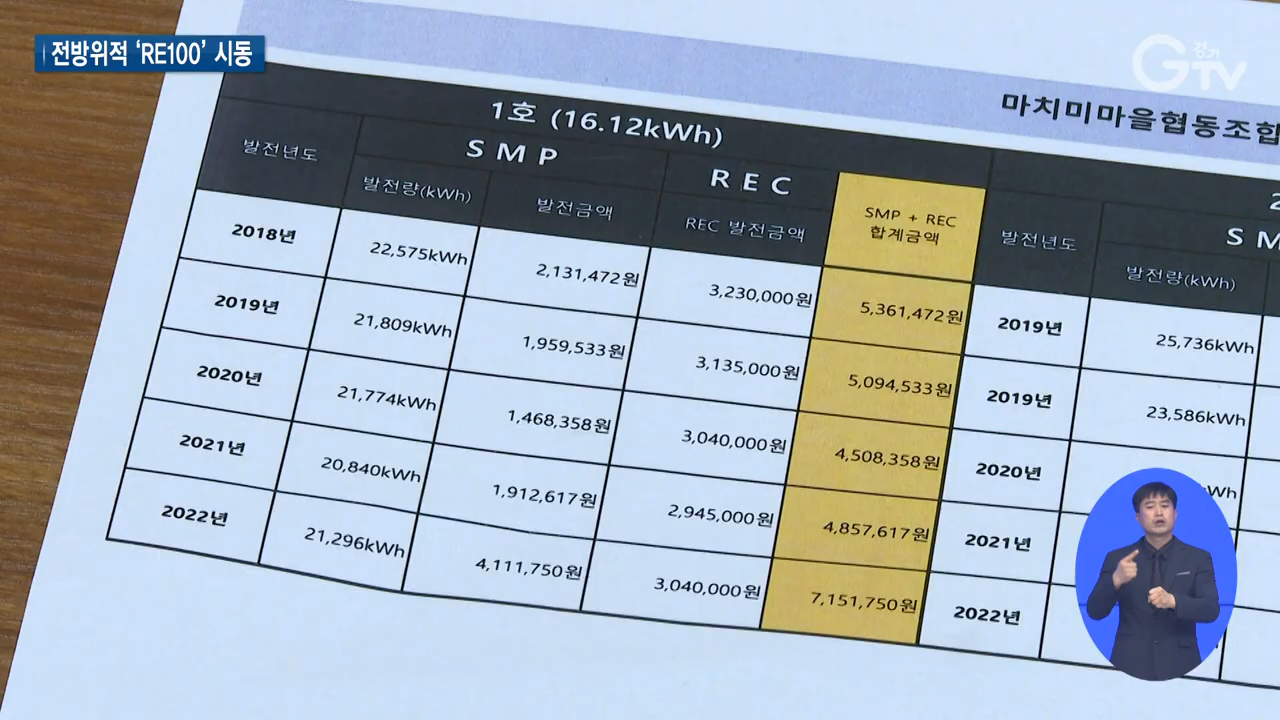 전방위적 ‘RE100’ 시동
경기
GTV
마치미마을협동조합
1호 (16.12kWh)
발전년도 SMP REC SMP + REC 합계금액
발전량(kWh) 발전금액 REC 발전금액
2018년 22,575kWh 2,131,472원 3,230,000원 5,361,472원
2019년 21,809kWh 1,959,533원 3,135,000원 5,094,533원
2020년 21,774kWh 1,468,358원 3,040,000원 4,508,358원
2021년 20,840kWh 1,912,617원 2,945,000원 4,857,617원
2022년 21,296kWh 4,111,750원 3,040,000원 7,151,750원
발전년도 SM
발전량(kWh)
2019년 25,736kWh
2019년 23,586kWh
2020년
2021년
2022년